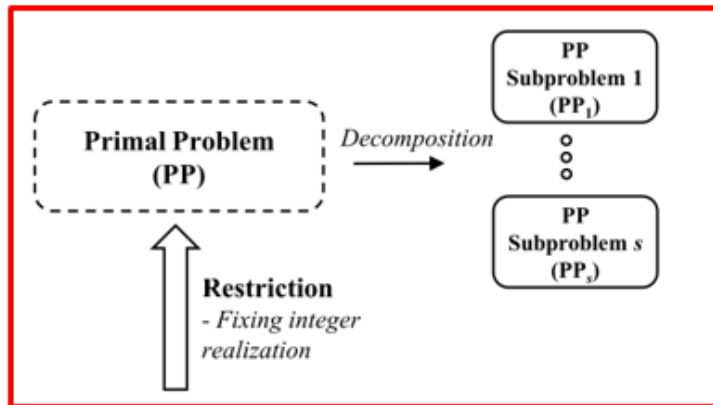 Primal Problem
(PP)
Decomposition
PP
Subproblem 1
(PP₁)
PP
Subproblem s
(PPₛ)
Restriction
- Fixing integer
realization